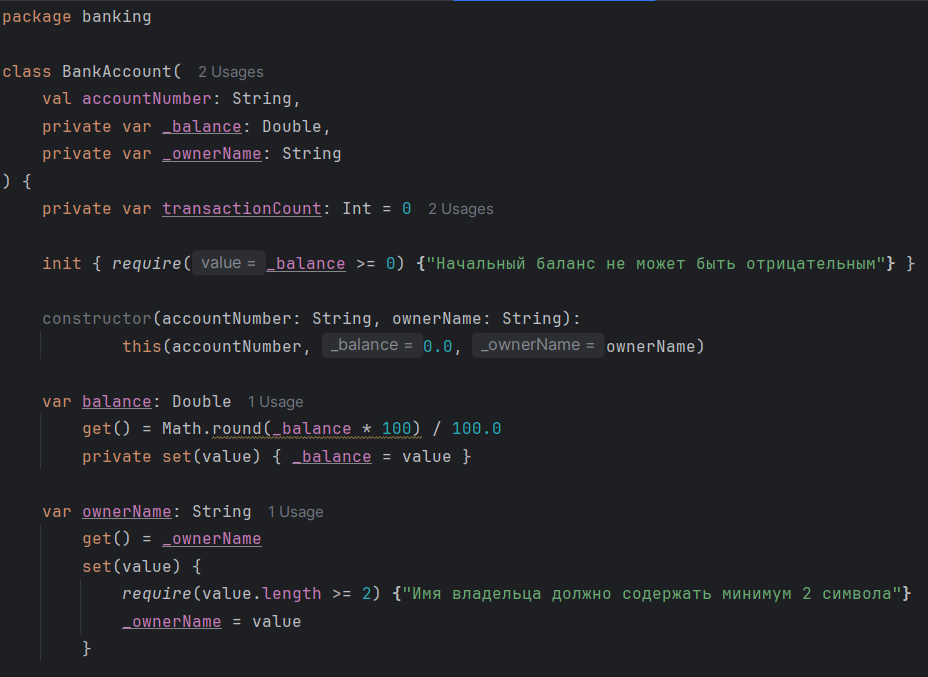 package banking
class BankAccount( 2 Usages
val accountNumber: String,
private var _balance: Double,
private var _ownerName: String
) {
private var transactionCount: Int = 0 2 Usages
init { require( value = _balance >= 0) {"Начальный баланс не может быть отрицательным"} }
constructor(accountNumber: String, ownerName: String):
this(accountNumber, _balance = 0.0, _ownerName = ownerName)
var balance: Double 1 Usage
get() = Math.round(_balance * 100) / 100.0
private set(value) { _balance = value }
var ownerName: String 1 Usage
get() = _ownerName
set(value) {
require(value.length >= 2) {"Имя владельца должно содержать минимум 2 символа"}
_ownerName = value
}